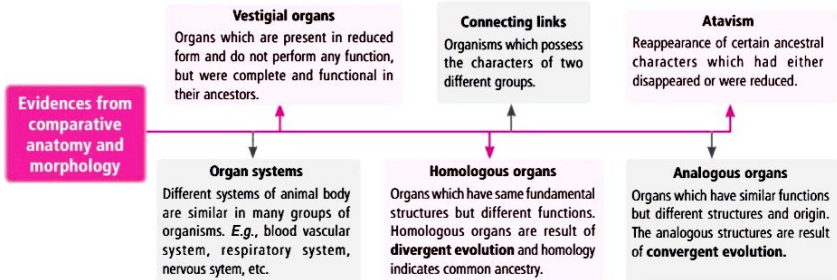 Vestigial organs
Organs which are present in reduced
form and do not perform any function,
but were complete and functional in
their ancestors.
Connecting links
Organisms which possess
the characters of two
different groups.
Atavism
Reappearance of certain ancestral
characters which had either
disappeared or were reduced.
Evidences from
comparative
anatomy and
morphology
Organ systems
Different systems of animal body
are similar in many groups of
organisms. E.g., blood vascular
system, respiratory system,
nervous sytem, etc.
Homologous organs
Organs which have same fundamental
structures but different functions.
Homologous organs are result of
divergent evolution and homology
indicates common ancestry.
Analogous organs
Organs which have similar functions
but different structures and origin.
The analogous structures are result
of convergent evolution.